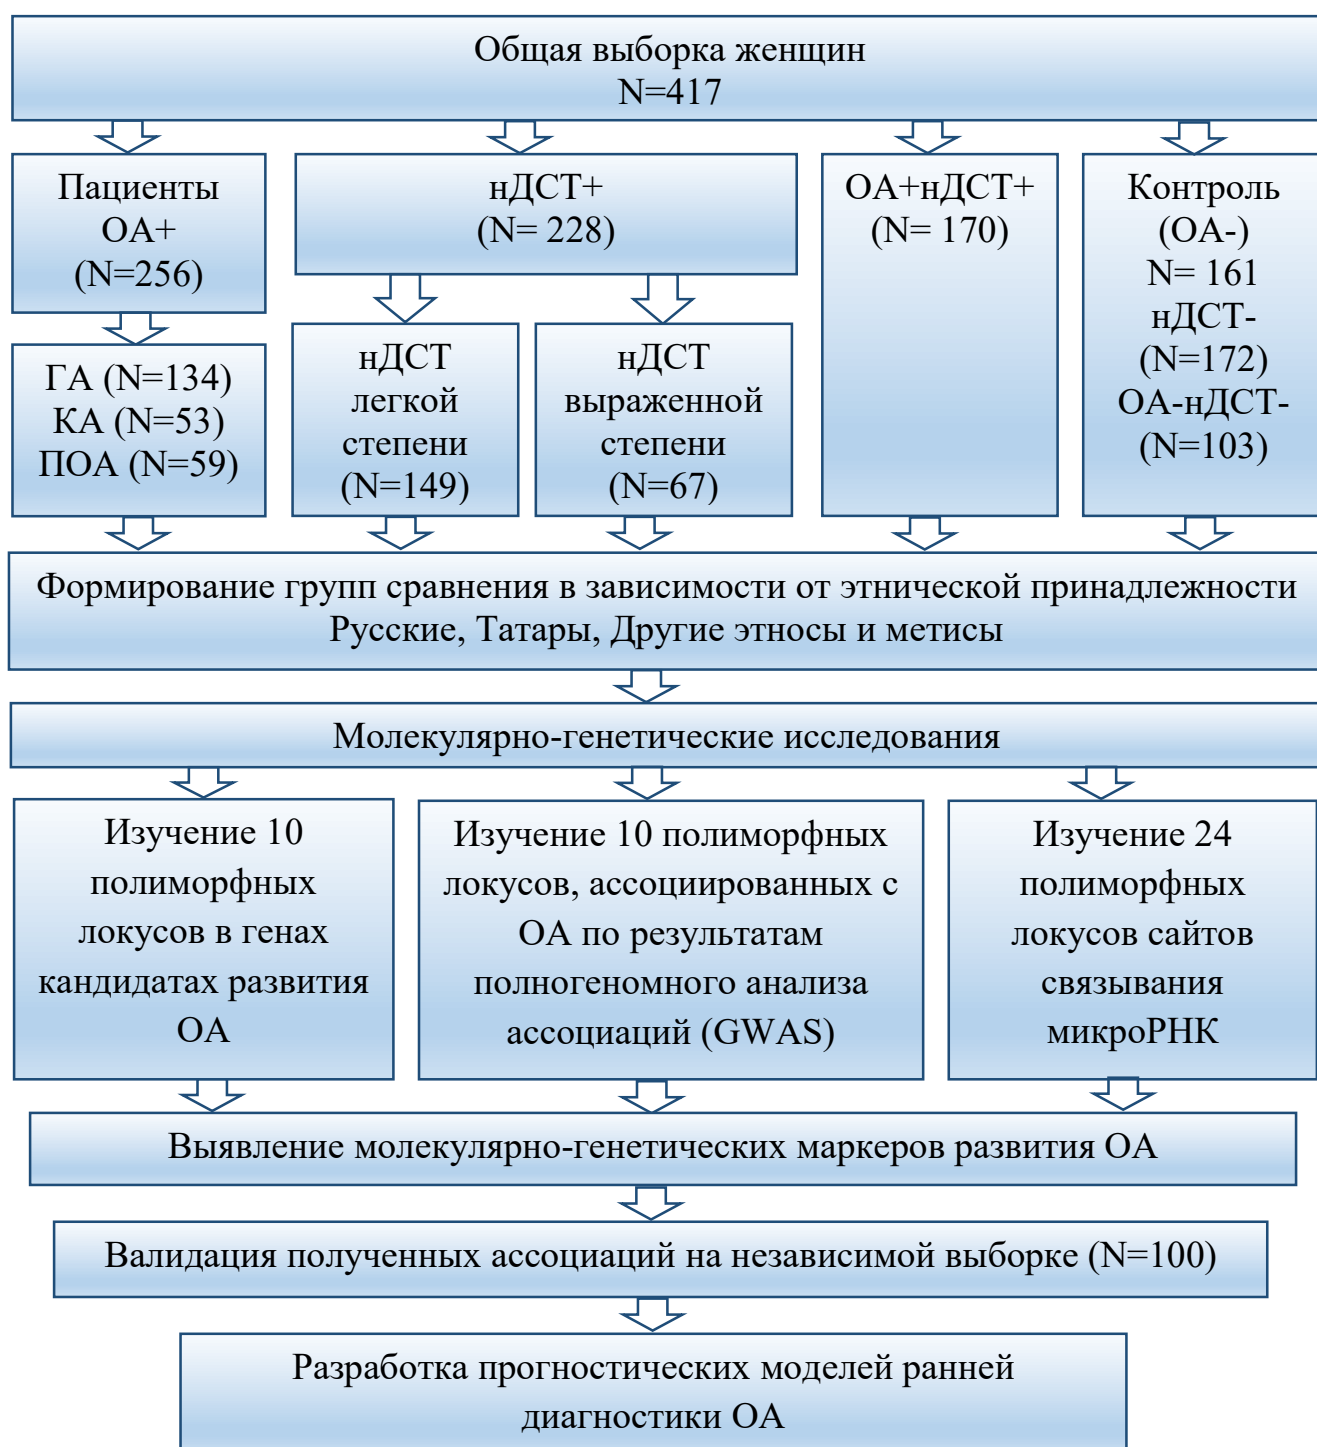 Общая выборка женщин
N=417
Пациенты
ОА+
(N=256)
нДСТ+
(N= 228)
ОА+нДСТ+
(N= 170)
Контроль
(ОА-)
N= 161
нДСТ-
(N=172)
ОА-нДСТ-
(N=103)
ГА (N=134)
КА (N=53)
ПОА (N=59)
нДСТ
легкой
степени
(N=149)
нДСТ
выраженной
степени
(N=67)
Формирование групп сравнения в зависимости от этнической принадлежности
Русские, Татары, Другие этносы и метисы
Молекулярно-генетические исследования
Изучение 10
полиморфных
локусов в генах
кандидатах развития
ОА
Изучение 10 полиморфных
локусов, ассоциированных с
ОА по результатам
полногеномного анализа
ассоциаций (GWAS)
Изучение 24
полиморфных
локусов сайтов
связывания
микроРНК
Выявление молекулярно-генетических маркеров развития ОА
Валидация полученных ассоциаций на независимой выборке (N=100)
Разработка прогностических моделей ранней
диагностики ОА